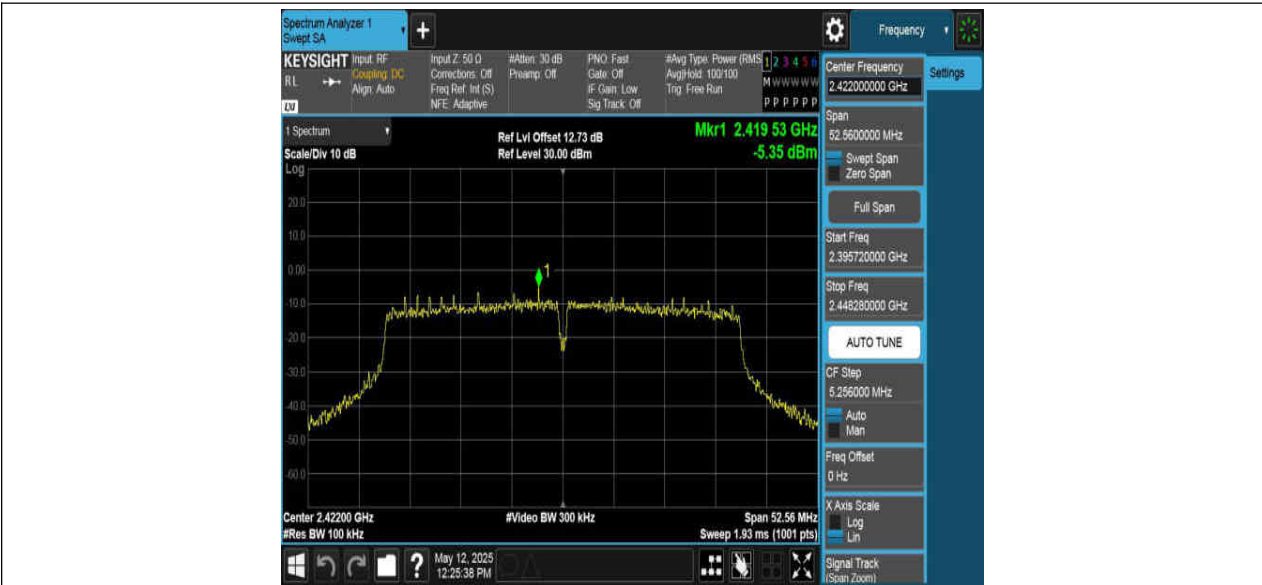 Spectrum Analyzer 1
Swept SA
Frequency
KEYSIGHT
RL
LXI
Input: RF
Coupling: DC
Align: Auto
Input Z: 50 Ω
Corrections: Off
Freq Ref: Int (S)
NFE: Adaptive
#Atten: 30 dB
Preamp: Off
PNO: Fast
Gate: Off
IF Gain: Low
Sig Track: Off
#Avg Type: Power (RMS
Avg|Hold: 100/100
Trig: Free Run
1 2 3 4 5 6
M W W W W W
P P P P P P
Center Frequency
2.422000000 GHz
Settings
Span
52.5600000 MHz
Swept Span
Zero Span
Full Span
Start Freq
2.395720000 GHz
Stop Freq
2.448280000 GHz
AUTO TUNE
CF Step
5.256000 MHz
Auto
Man
Freq Offset
0 Hz
X Axis Scale
Log
Lin
Signal Track
(Span Zoom)
1 Spectrum
Scale/Div 10 dB
Ref Lvl Offset 12.73 dB
Ref Level 30.00 dBm
Mkr1 2.419 53 GHz
-5.35 dBm
Log
20.0
10.0
0.00
-10.0
-20.0
-30.0
-40.0
-50.0
-60.0
1
Center 2.42200 GHz
#Res BW 100 kHz
#Video BW 300 kHz
Span 52.56 MHz
Sweep 1.93 ms (1001 pts)
?
May 12, 2025
12:25:38 PM